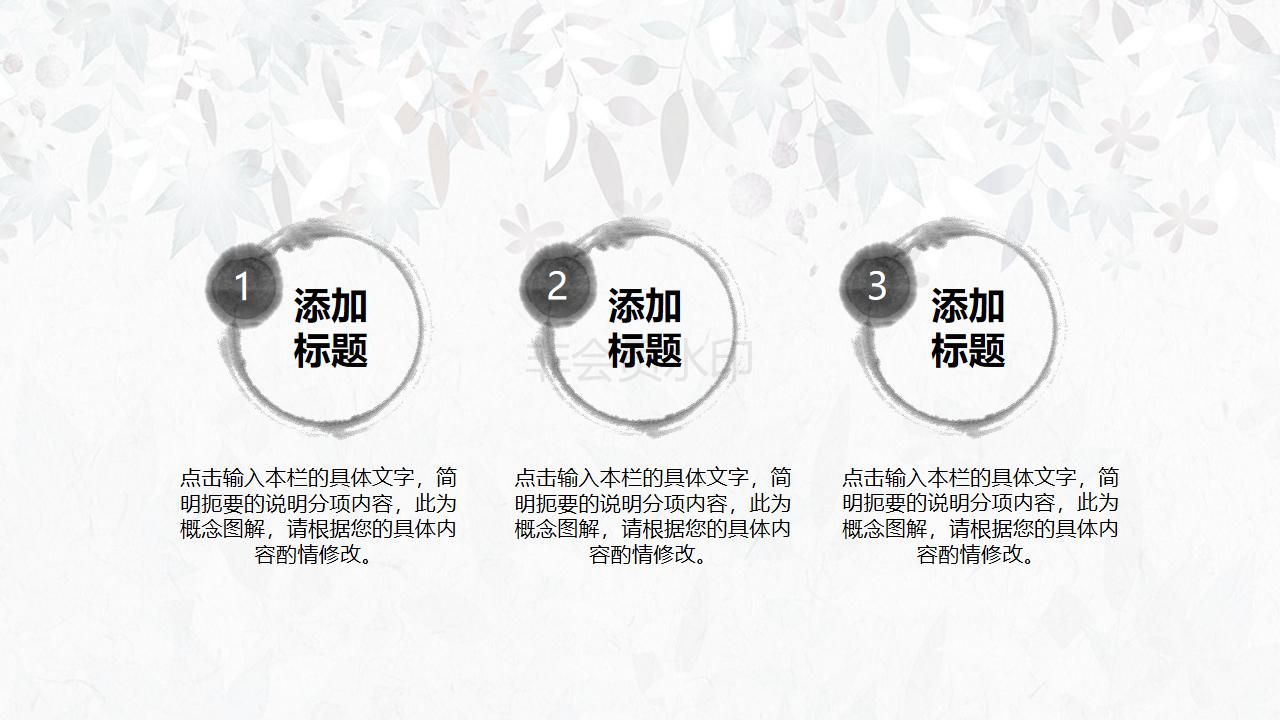 1
添加
标题
点击输入本栏的具体文字，简
明扼要的说明分项内容，此为
概念图解，请根据您的具体内
容酌情修改。
2
添加
标题
点击输入本栏的具体文字，简
明扼要的说明分项内容，此为
概念图解，请根据您的具体内
容酌情修改。
3
添加
标题
点击输入本栏的具体文字，简
明扼要的说明分项内容，此为
概念图解，请根据您的具体内
容酌情修改。
非会员水印